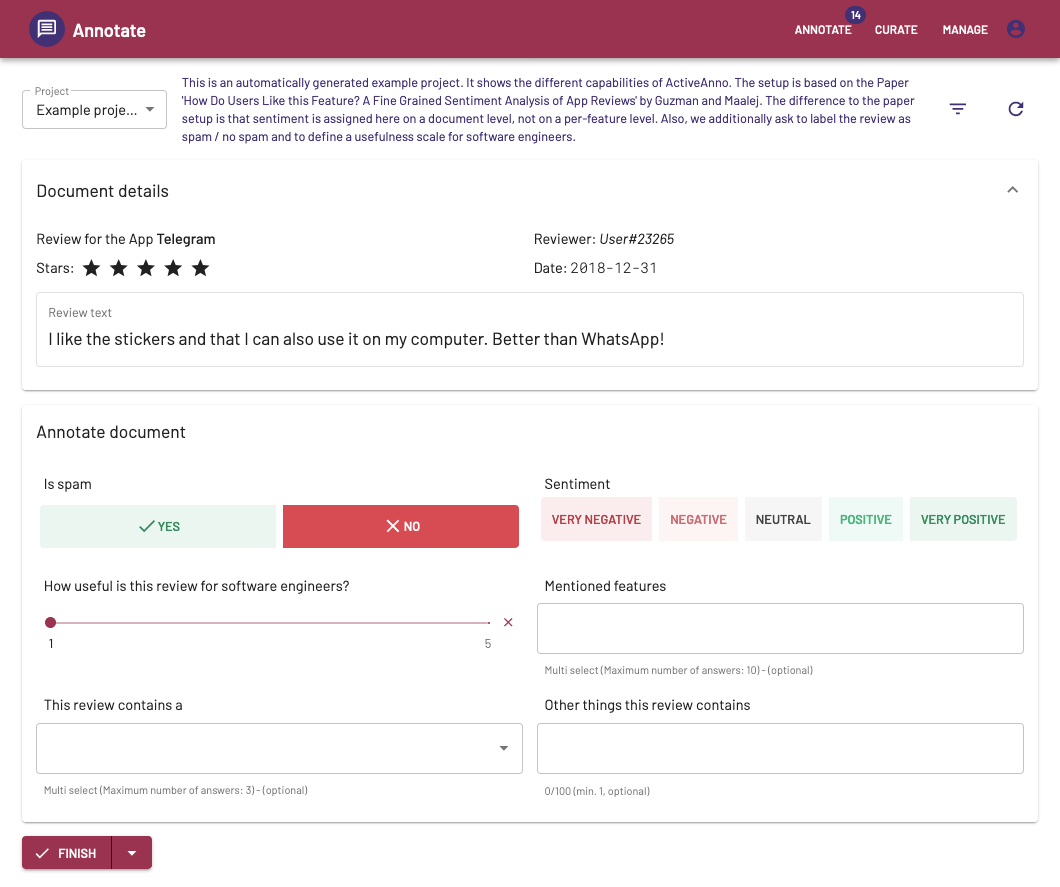 Annotate
ANNOTATE
14
CURATE
MANAGE
Project
Example proje...
This is an automatically generated example project. It shows the different capabilities of ActiveAnno. The setup is based on the Paper
'How Do Users Like this Feature? A Fine Grained Sentiment Analysis of App Reviews' by Guzman and Maalej. The difference to the paper
setup is that sentiment is assigned here on a document level, not on a per-feature level. Also, we additionally ask to label the review as
spam / no spam and to define a usefulness scale for software engineers.
Document details
Review for the App Telegram
Reviewer: User#23265
Stars:
Date: 2018-12-31
Review text
I like the stickers and that I can also use it on my computer. Better than WhatsApp!
Annotate document
Is spam
YES
NO
Sentiment
VERY NEGATIVE
NEGATIVE
NEUTRAL
POSITIVE
VERY POSITIVE
How useful is this review for software engineers?
1
5
Mentioned features
Multi select (Maximum number of answers: 10) - (optional)
This review contains a
Multi select (Maximum number of answers: 3) - (optional)
Other things this review contains
0/100 (min. 1, optional)
FINISH